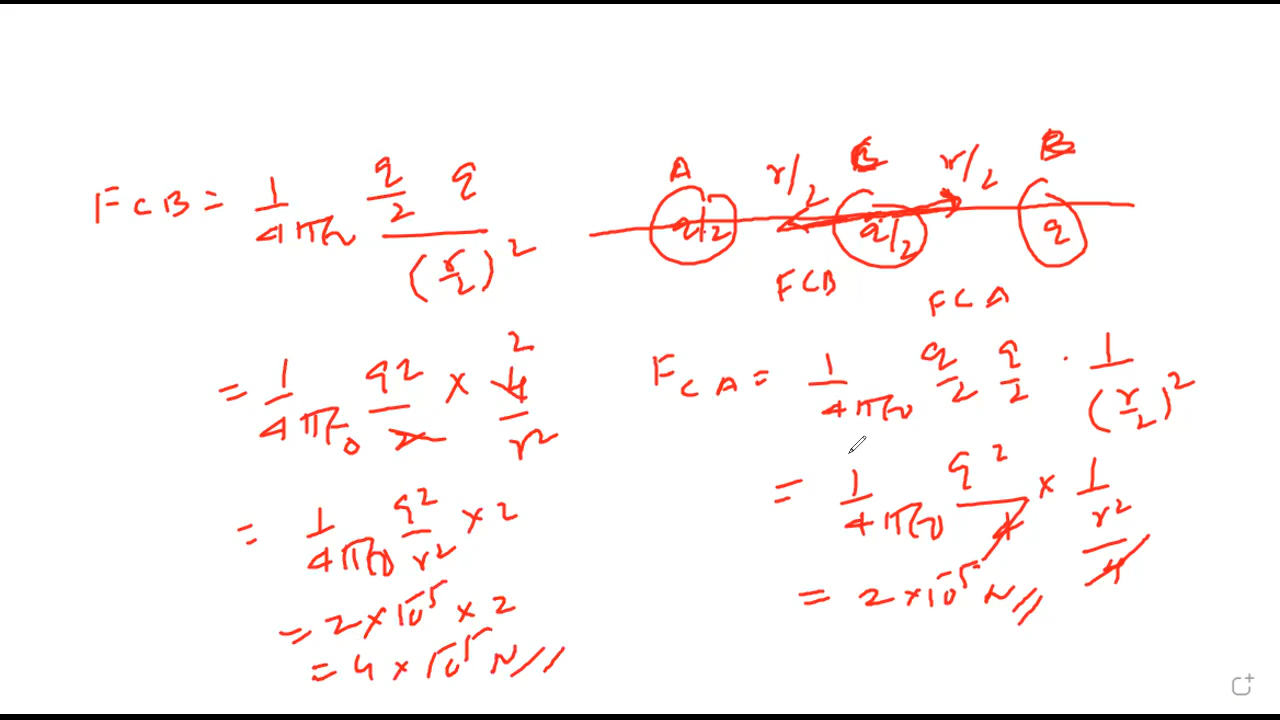 A r/2 C r/2 B
q/2 q/2 q
FCB FCA
FCB = 1/4πε₀ q/2 q/(r/2)²
= 1/4πε₀ q²/2 × 4/r² 2
= 1/4πε₀ q²/r² × 2
= 2 × 10⁻⁵ × 2
= 4 × 10⁻⁵ N //
FCA = 1/4πε₀ q/2 q/2 . 1/(r/2)²
= 1/4πε₀ q²/4 × 1/r²/4
= 2 × 10⁻⁵ N //